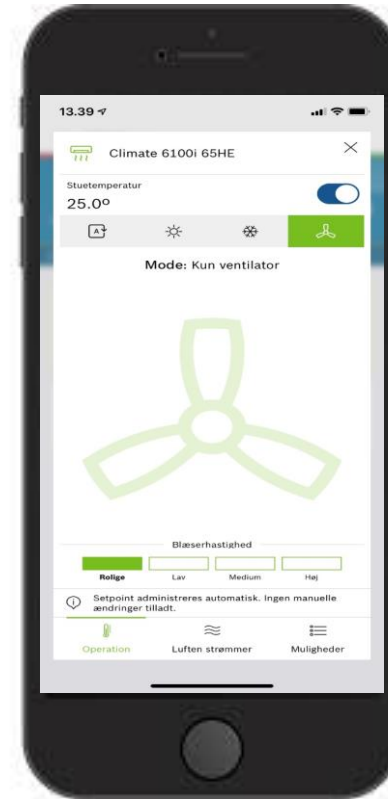 13.39
Climate 6100i 65HE
Stuetemperatur
25.0º
A
Mode: Kun ventilator
Blæserhastighed
Rolige Lav Medium Høj
Setpoint administreres automatisk. Ingen manuelle
ændringer tilladt.
Operation Luften strømmer Muligheder